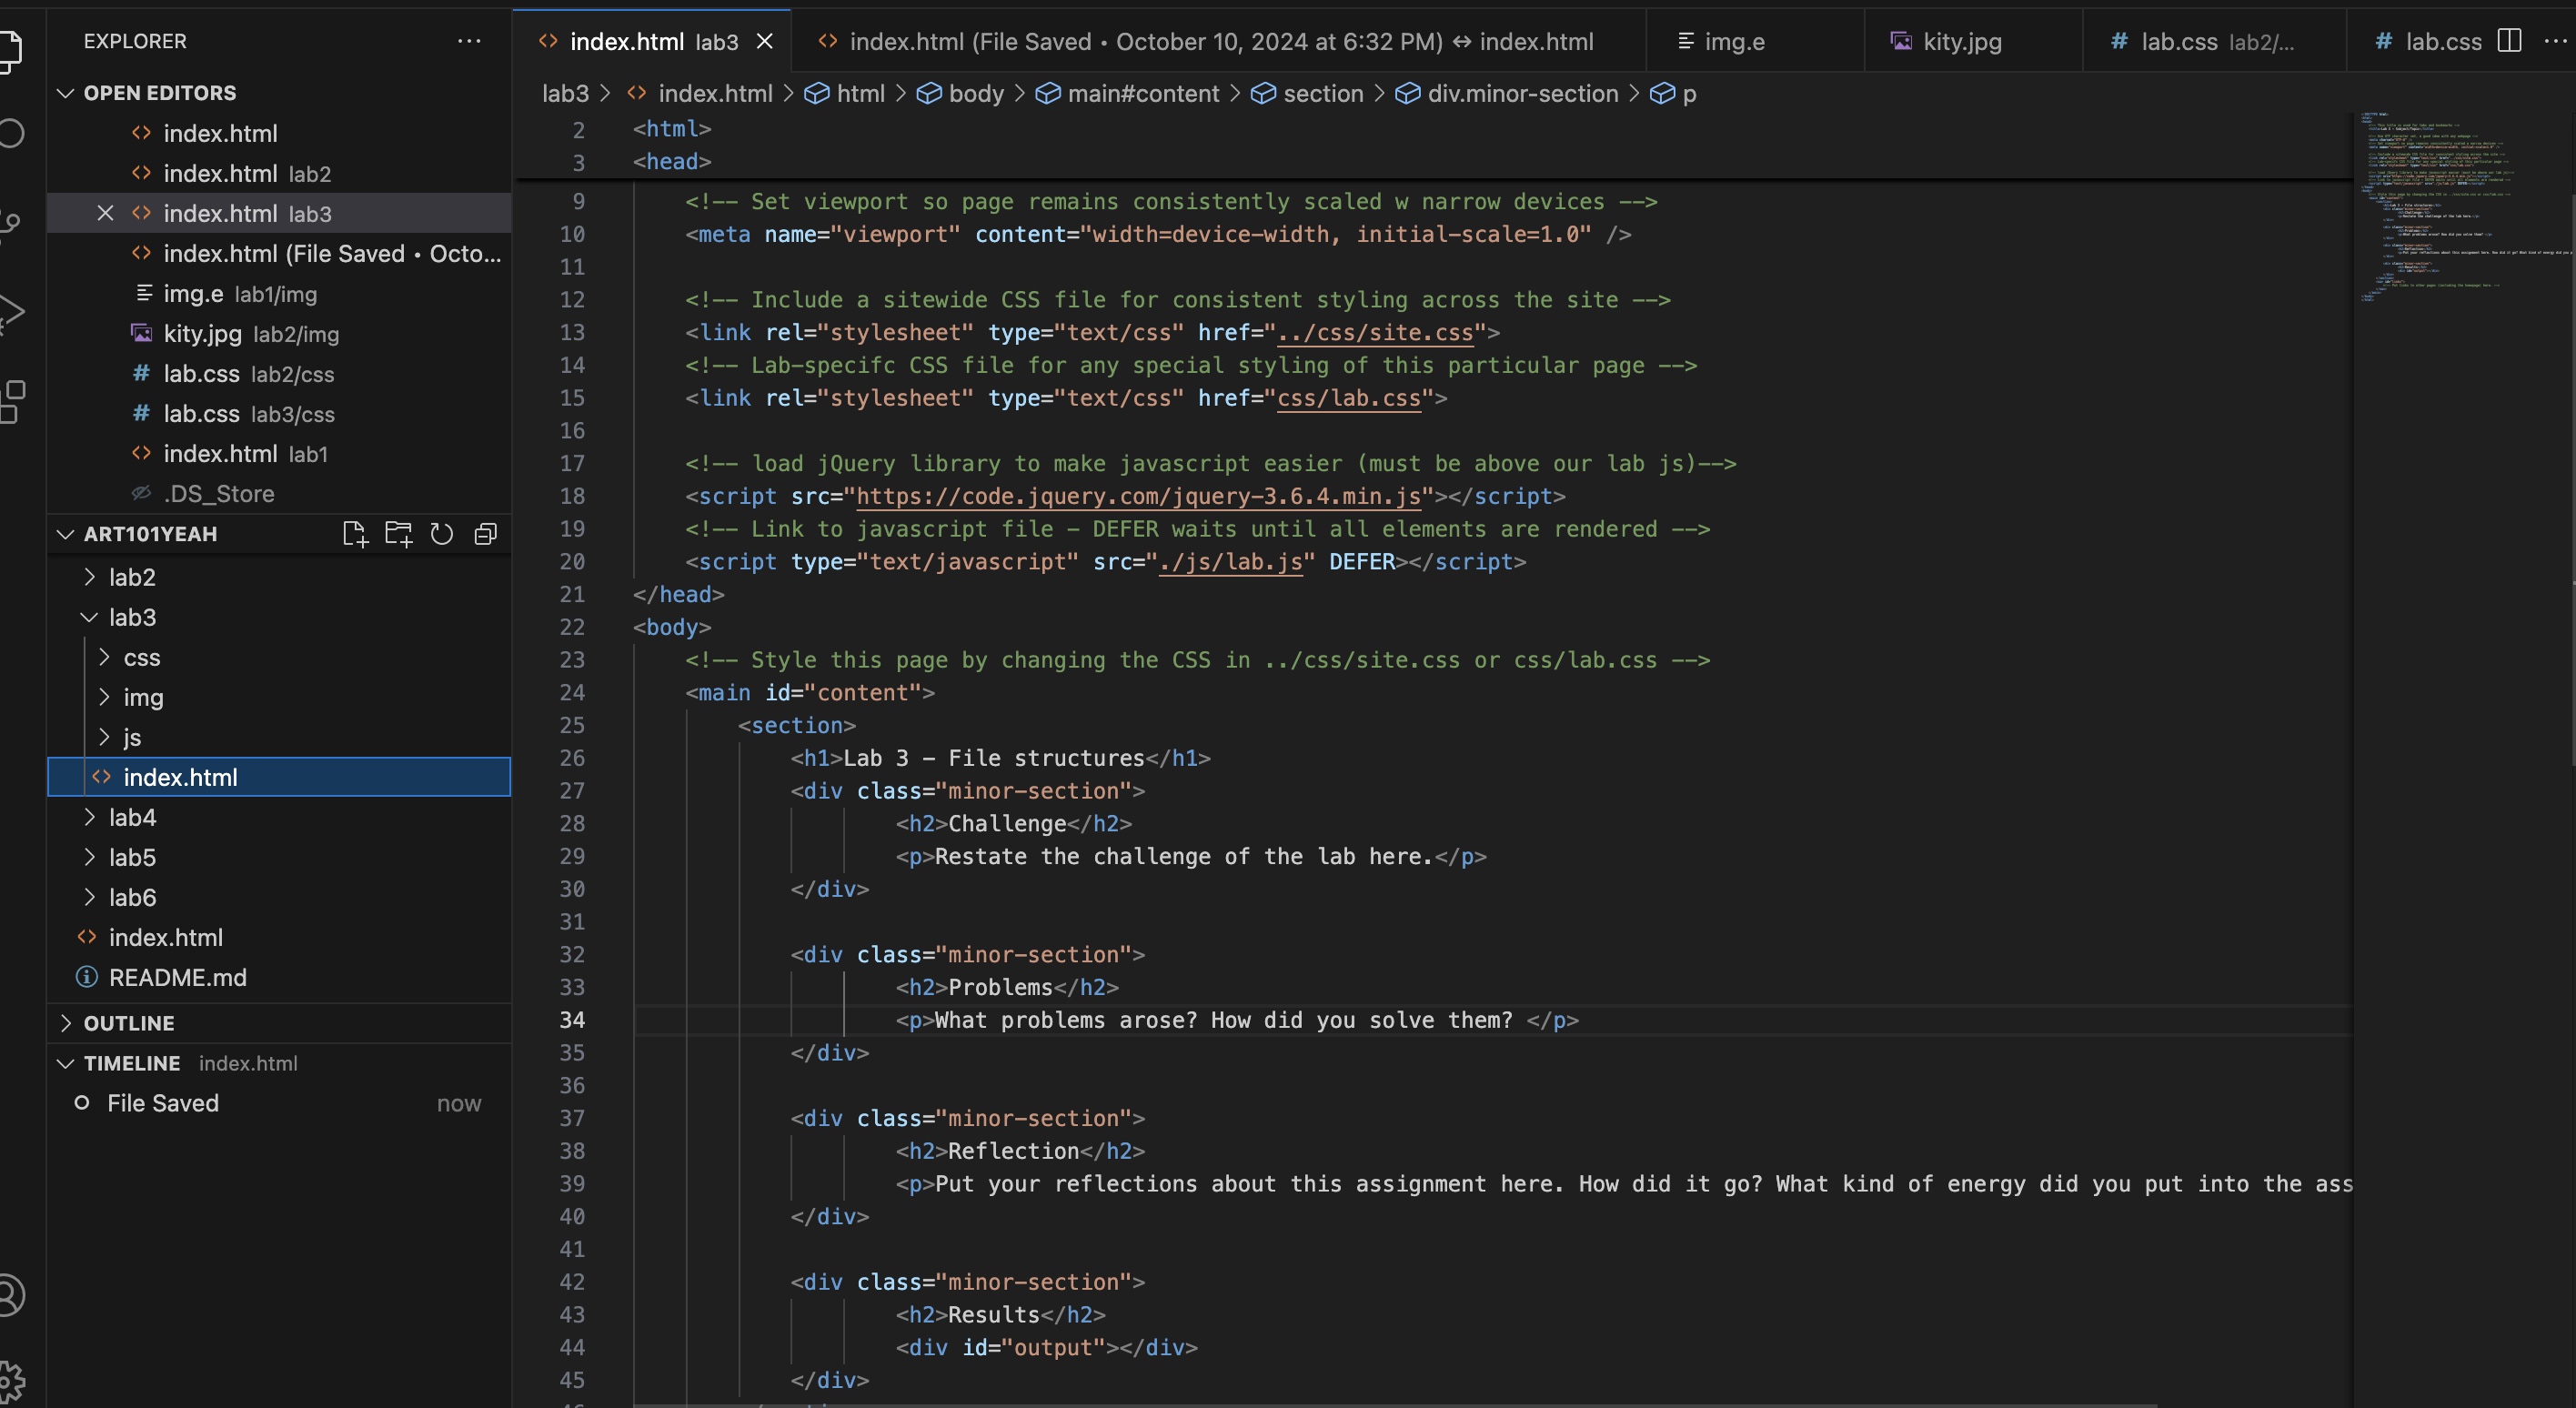 EXPLORER
OPEN EDITORS
index.html
index.html lab2
index.html lab3
index.html (File Saved • Octo...
img.e lab1/img
kity.jpg lab2/img
lab.css lab2/css
lab.css lab3/css
index.html lab1
.DS_Store
ART101YEAH
lab2
lab3
css
img
js
index.html
lab4
lab5
lab6
index.html
README.md
OUTLINE
TIMELINE index.html
File Saved now
index.html lab3
index.html (File Saved • October 10, 2024 at 6:32 PM) ↔ index.html
img.e
kity.jpg
lab.css lab2/...
lab.css
lab3 > index.html > html > body > main#content > section > div.minor-section > p
2 <html>
3 <head>
9 <!-- Set viewport so page remains consistently scaled w narrow devices -->
10 <meta name="viewport" content="width=device-width, initial-scale=1.0" />
11
12 <!-- Include a sitewide CSS file for consistent styling across the site -->
13 <link rel="stylesheet" type="text/css" href="../css/site.css">
14 <!-- Lab-specifc CSS file for any special styling of this particular page -->
15 <link rel="stylesheet" type="text/css" href="css/lab.css">
16
17 <!-- load jQuery library to make javascript easier (must be above our lab js)-->
18 <script src="https://code.jquery.com/jquery-3.6.4.min.js"></script>
19 <!-- Link to javascript file - DEFER waits until all elements are rendered -->
20 <script type="text/javascript" src="./js/lab.js" DEFER></script>
21 </head>
22 <body>
23 <!-- Style this page by changing the CSS in ../css/site.css or css/lab.css -->
24 <main id="content">
25 <section>
26 <h1>Lab 3 - File structures</h1>
27 <div class="minor-section">
28 <h2>Challenge</h2>
29 <p>Restate the challenge of the lab here.</p>
30 </div>
31
32 <div class="minor-section">
33 <h2>Problems</h2>
34 <p>What problems arose? How did you solve them? </p>
35 </div>
36
37 <div class="minor-section">
38 <h2>Reflection</h2>
39 <p>Put your reflections about this assignment here. How did it go? What kind of energy did you put into the ass
40 </div>
41
42 <div class="minor-section">
43 <h2>Results</h2>
44 <div id="output"></div>
45 </div>